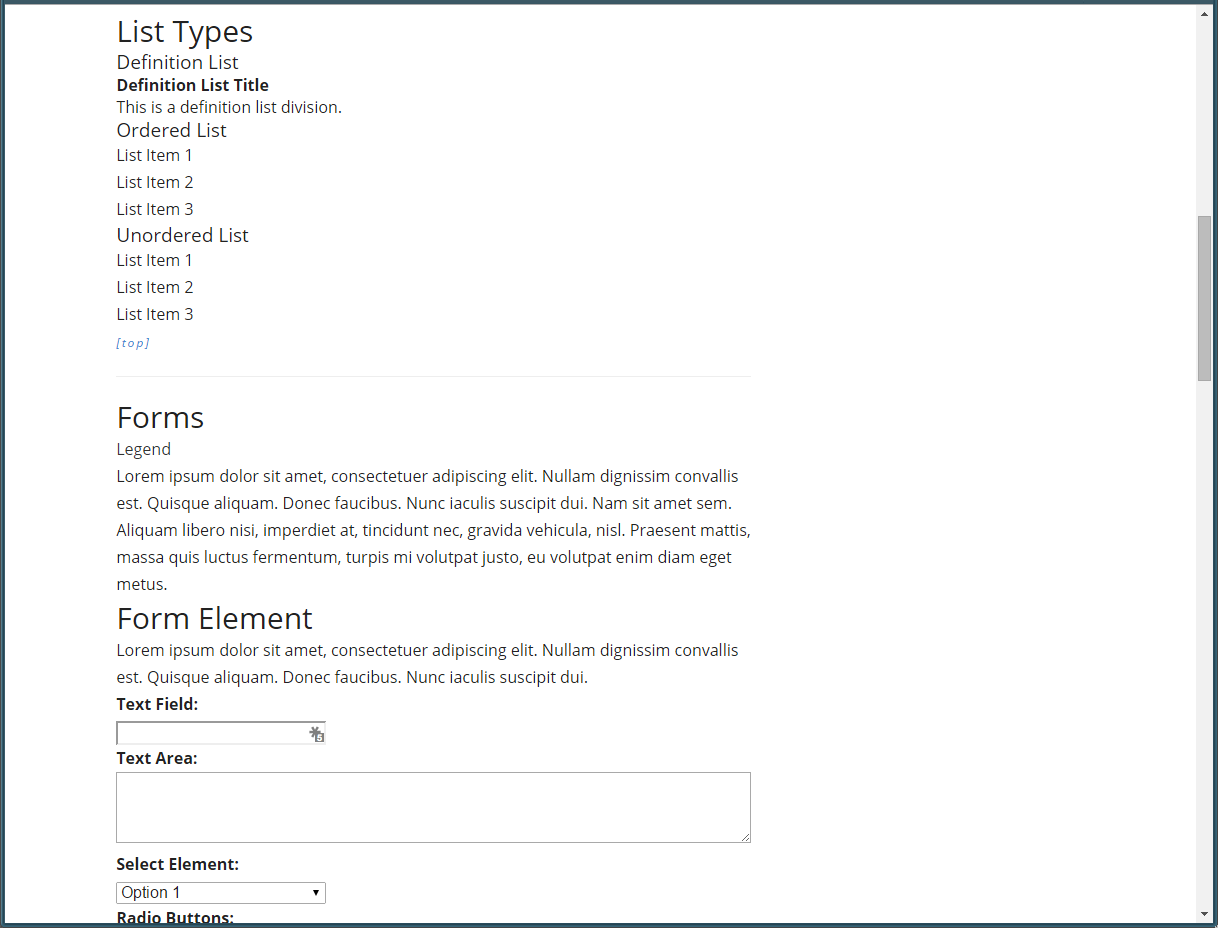 List Types
Definition List
Definition List Title
This is a definition list division.
Ordered List
List Item 1
List Item 2
List Item 3
Unordered List
List Item 1
List Item 2
List Item 3
[top]
Forms
Legend
Lorem ipsum dolor sit amet, consectetuer adipiscing elit. Nullam dignissim convallis
est. Quisque aliquam. Donec faucibus. Nunc iaculis suscipit dui. Nam sit amet sem.
Aliquam libero nisi, imperdiet at, tincidunt nec, gravida vehicula, nisl. Praesent mattis,
massa quis luctus fermentum, turpis mi volutpat justo, eu volutpat enim diam eget
metus.
Form Element
Lorem ipsum dolor sit amet, consectetuer adipiscing elit. Nullam dignissim convallis
est. Quisque aliquam. Donec faucibus. Nunc iaculis suscipit dui.
Text Field:
Text Area:
Select Element:
Option 1
Radio Buttons: